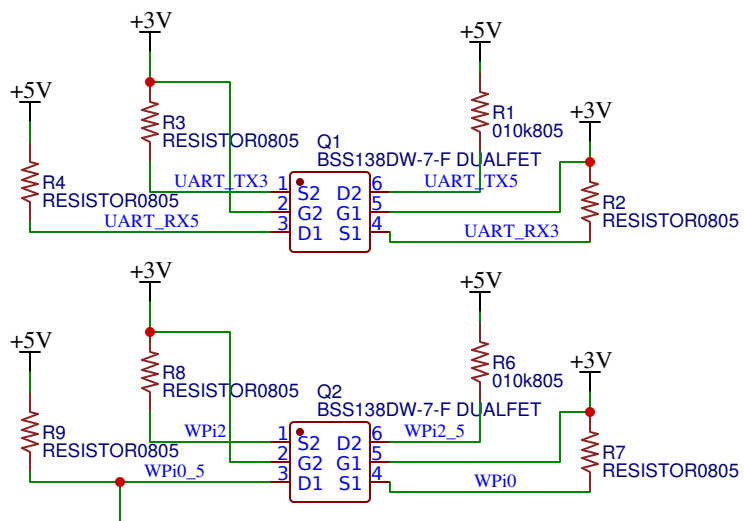 +3V
+5V
+5V
R3
RESISTOR0805
R1
010k805
+3V
Q1
BSS138DW-7-F DUALFET
R4
RESISTOR0805
UART_TX3
1
S2
D2
6
UART_TX5
2
G2
G1
5
R2
RESISTOR0805
UART_RX5
3
D1
S1
4
UART_RX3
+3V
+5V
+5V
R8
RESISTOR0805
R6
010k805
+3V
Q2
BSS138DW-7-F DUALFET
R9
RESISTOR0805
WPi2
1
S2
D2
6
WPi2_5
2
G2
G1
5
R7
RESISTOR0805
WPi0_5
3
D1
S1
4
WPi0